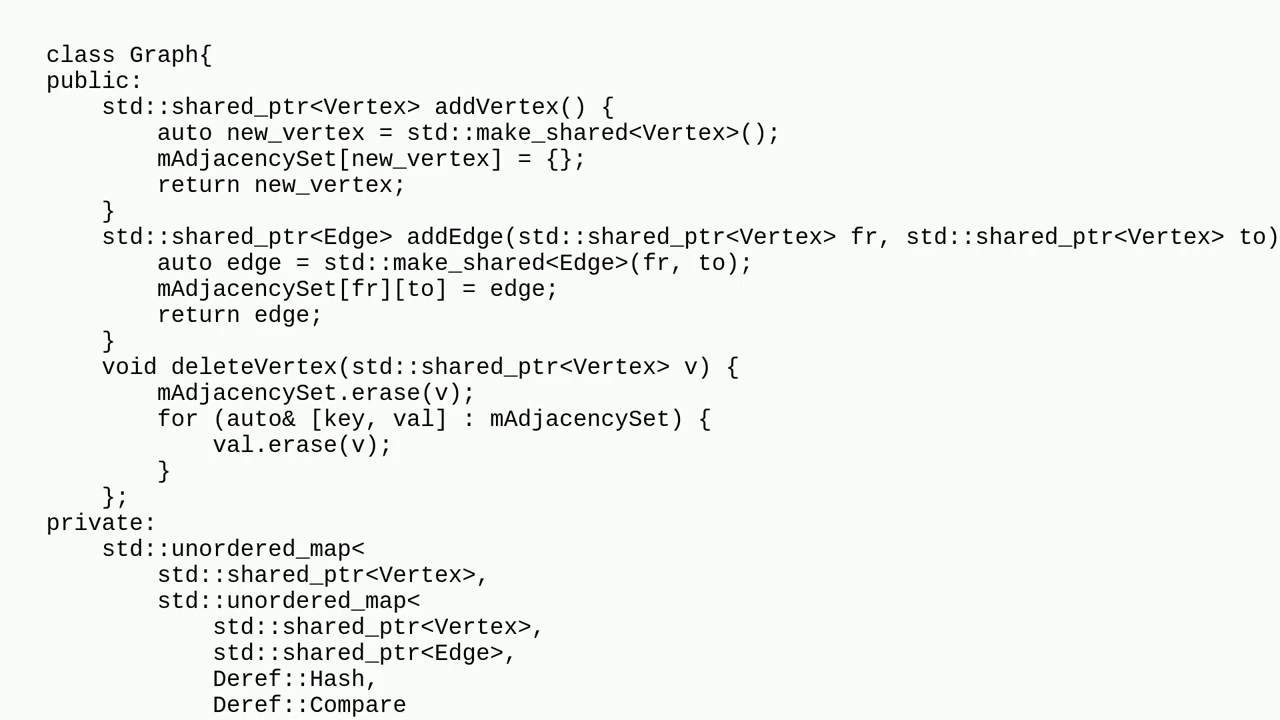 class Graph{
public:
    std::shared_ptr<Vertex> addVertex() {
        auto new_vertex = std::make_shared<Vertex>();
        mAdjacencySet[new_vertex] = {};
        return new_vertex;
    }
    std::shared_ptr<Edge> addEdge(std::shared_ptr<Vertex> fr, std::shared_ptr<Vertex> to)
        auto edge = std::make_shared<Edge>(fr, to);
        mAdjacencySet[fr][to] = edge;
        return edge;
    }
    void deleteVertex(std::shared_ptr<Vertex> v) {
        mAdjacencySet.erase(v);
        for (auto& [key, val] : mAdjacencySet) {
            val.erase(v);
        }
    };
private:
    std::unordered_map<
        std::shared_ptr<Vertex>,
        std::unordered_map<
            std::shared_ptr<Vertex>,
            std::shared_ptr<Edge>,
            Deref::Hash,
            Deref::Compare